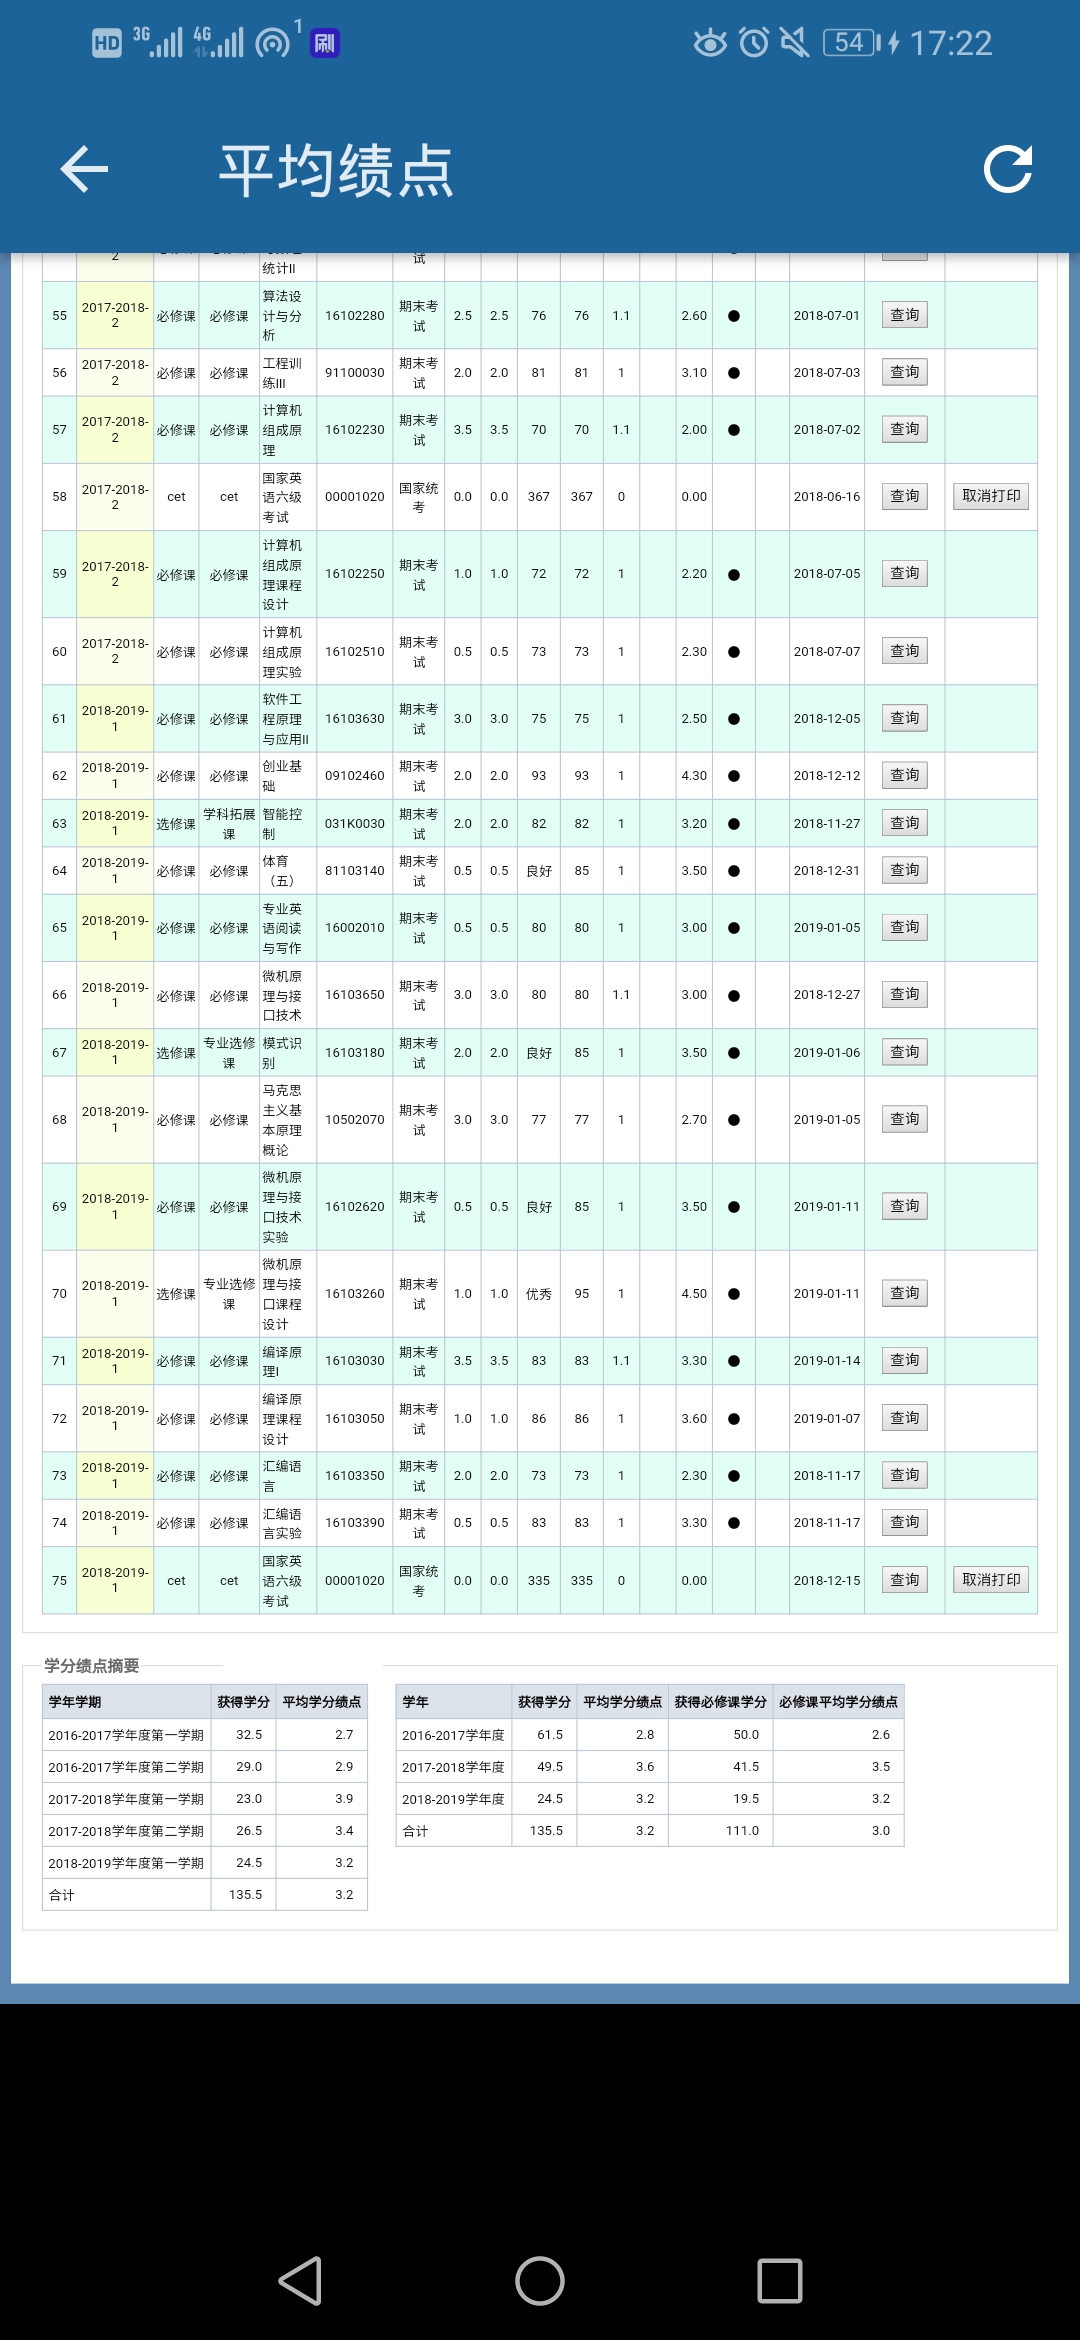 HD 3G 4G 1 刷 54 17:22
平均绩点
2 试
统计II
55 2017-2018-2 必修课 必修课 算法设计与分析 16102280 期末考试 2.5 2.5 76 76 1.1 2.60 ● 2018-07-01 查询
56 2017-2018-2 必修课 必修课 工程训练III 91100030 期末考试 2.0 2.0 81 81 1 3.10 ● 2018-07-03 查询
57 2017-2018-2 必修课 必修课 计算机组成原理 16102230 期末考试 3.5 3.5 70 70 1.1 2.00 ● 2018-07-02 查询
58 2017-2018-2 cet cet 国家英语六级考试 00001020 国家统考 0.0 0.0 367 367 0 0.00 2018-06-16 查询 取消打印
59 2017-2018-2 必修课 必修课 计算机组成原理课程设计 16102250 期末考试 1.0 1.0 72 72 1 2.20 ● 2018-07-05 查询
60 2017-2018-2 必修课 必修课 计算机组成原理实验 16102510 期末考试 0.5 0.5 73 73 1 2.30 ● 2018-07-07 查询
61 2018-2019-1 必修课 必修课 软件工程原理与应用II 16103630 期末考试 3.0 3.0 75 75 1 2.50 ● 2018-12-05 查询
62 2018-2019-1 必修课 必修课 创业基础 09102460 期末考试 2.0 2.0 93 93 1 4.30 ● 2018-12-12 查询
63 2018-2019-1 选修课 学科拓展课 智能控制 031K0030 期末考试 2.0 2.0 82 82 1 3.20 ● 2018-11-27 查询
64 2018-2019-1 必修课 必修课 体育（五） 81103140 期末考试 0.5 0.5 良好 85 1 3.50 ● 2018-12-31 查询
65 2018-2019-1 必修课 必修课 专业英语阅读与写作 16002010 期末考试 0.5 0.5 80 80 1 3.00 ● 2019-01-05 查询
66 2018-2019-1 必修课 必修课 微机原理与接口技术 16103650 期末考试 3.0 3.0 80 80 1.1 3.00 ● 2018-12-27 查询
67 2018-2019-1 选修课 专业选修课 模式识别 16103180 期末考试 2.0 2.0 良好 85 1 3.50 ● 2019-01-06 查询
68 2018-2019-1 必修课 必修课 马克思主义基本原理概论 10502070 期末考试 3.0 3.0 77 77 1 2.70 ● 2019-01-05 查询
69 2018-2019-1 必修课 必修课 微机原理与接口技术实验 16102620 期末考试 0.5 0.5 良好 85 1 3.50 ● 2019-01-11 查询
70 2018-2019-1 选修课 专业选修课 微机原理与接口课程设计 16103260 期末考试 1.0 1.0 优秀 95 1 4.50 ● 2019-01-11 查询
71 2018-2019-1 必修课 必修课 编译原理I 16103030 期末考试 3.5 3.5 83 83 1.1 3.30 ● 2019-01-14 查询
72 2018-2019-1 必修课 必修课 编译原理课程设计 16103050 期末考试 1.0 1.0 86 86 1 3.60 ● 2019-01-07 查询
73 2018-2019-1 必修课 必修课 汇编语言 16103350 期末考试 2.0 2.0 73 73 1 2.30 ● 2018-11-17 查询
74 2018-2019-1 必修课 必修课 汇编语言实验 16103390 期末考试 0.5 0.5 83 83 1 3.30 ● 2018-11-17 查询
75 2018-2019-1 cet cet 国家英语六级考试 00001020 国家统考 0.0 0.0 335 335 0 0.00 2018-12-15 查询 取消打印
学分绩点摘要
学年学期 获得学分 平均学分绩点
2016-2017学年度第一学期 32.5 2.7
2016-2017学年度第二学期 29.0 2.9
2017-2018学年度第一学期 23.0 3.9
2017-2018学年度第二学期 26.5 3.4
2018-2019学年度第一学期 24.5 3.2
合计 135.5 3.2
学年 获得学分 平均学分绩点 获得必修课学分 必修课平均学分绩点
2016-2017学年度 61.5 2.8 50.0 2.6
2017-2018学年度 49.5 3.6 41.5 3.5
2018-2019学年度 24.5 3.2 19.5 3.2
合计 135.5 3.2 111.0 3.0